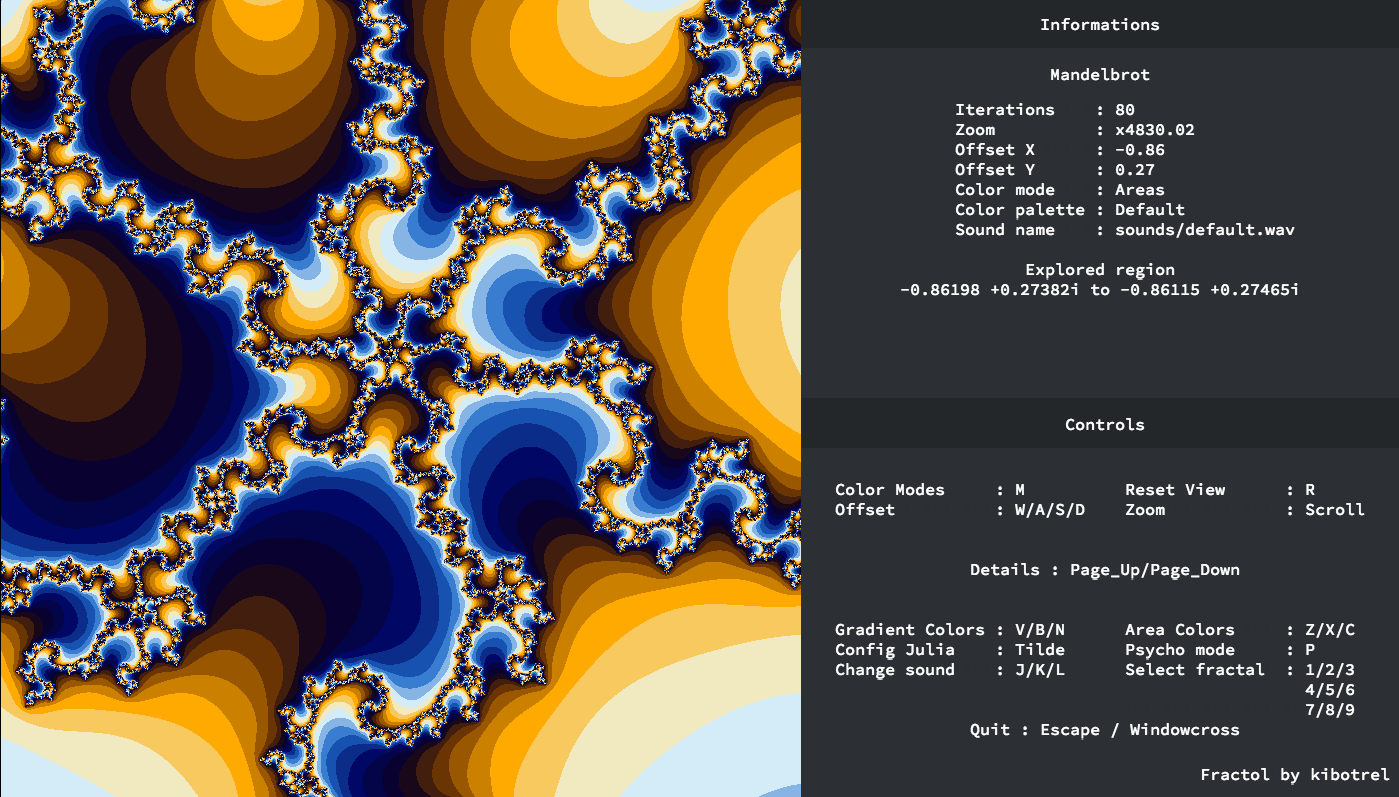 Informations
Mandelbrot
Iterations : 80
Zoom : x4830.02
Offset X : -0.86
Offset Y : 0.27
Color mode : Areas
Color palette : Default
Sound name : sounds/default.wav
Explored region
-0.86198 +0.27382i to -0.86115 +0.27465i
Controls
Color Modes : M Reset View : R
Offset : W/A/S/D Zoom : Scroll
Details : Page_Up/Page_Down
Gradient Colors : V/B/N Area Colors : Z/X/C
Config Julia : Tilde Psycho mode : P
Change sound : J/K/L Select fractal : 1/2/3
4/5/6
7/8/9
Quit : Escape / Windowcross
Fractol by kibotrel